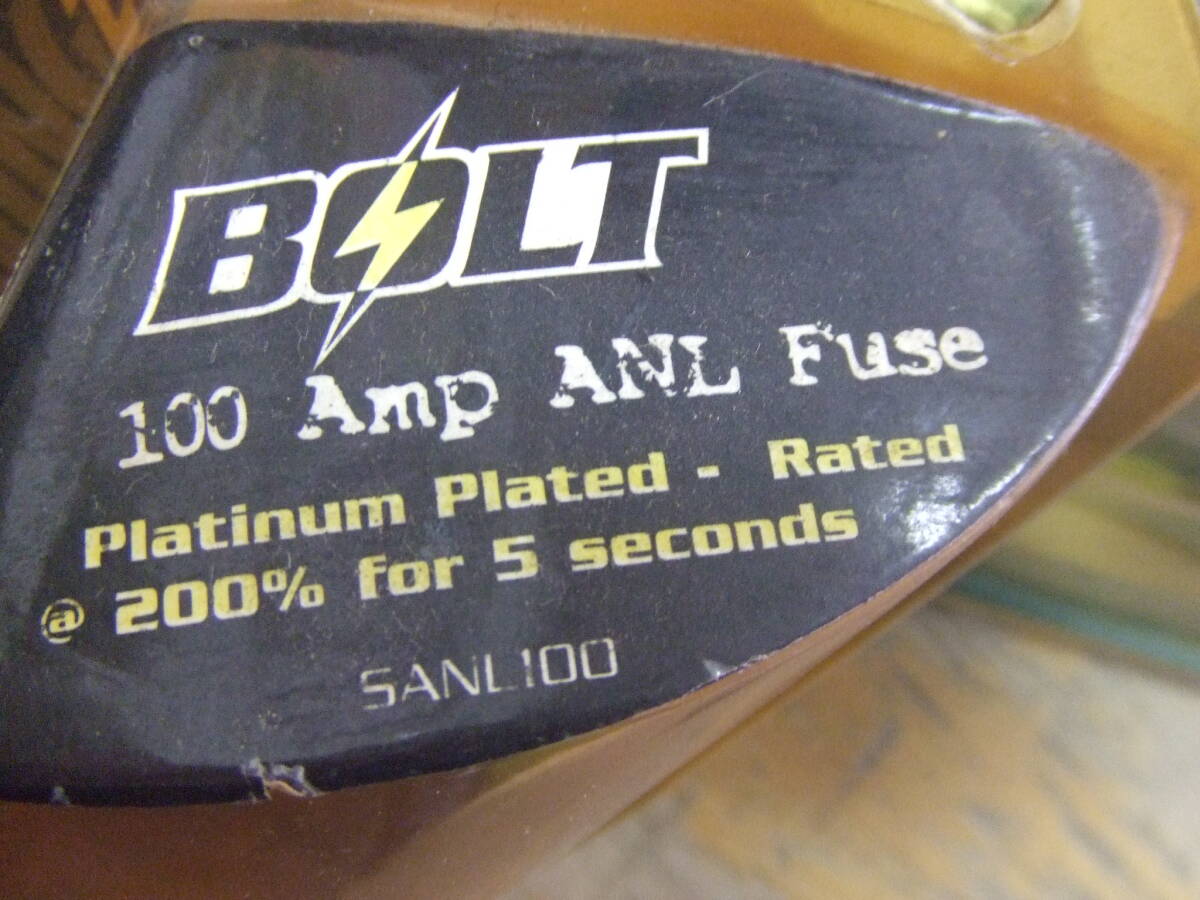 BOLT
100 Amp ANL Fuse
Platinum Plated - Rated
@ 200% for 5 seconds
SANL100